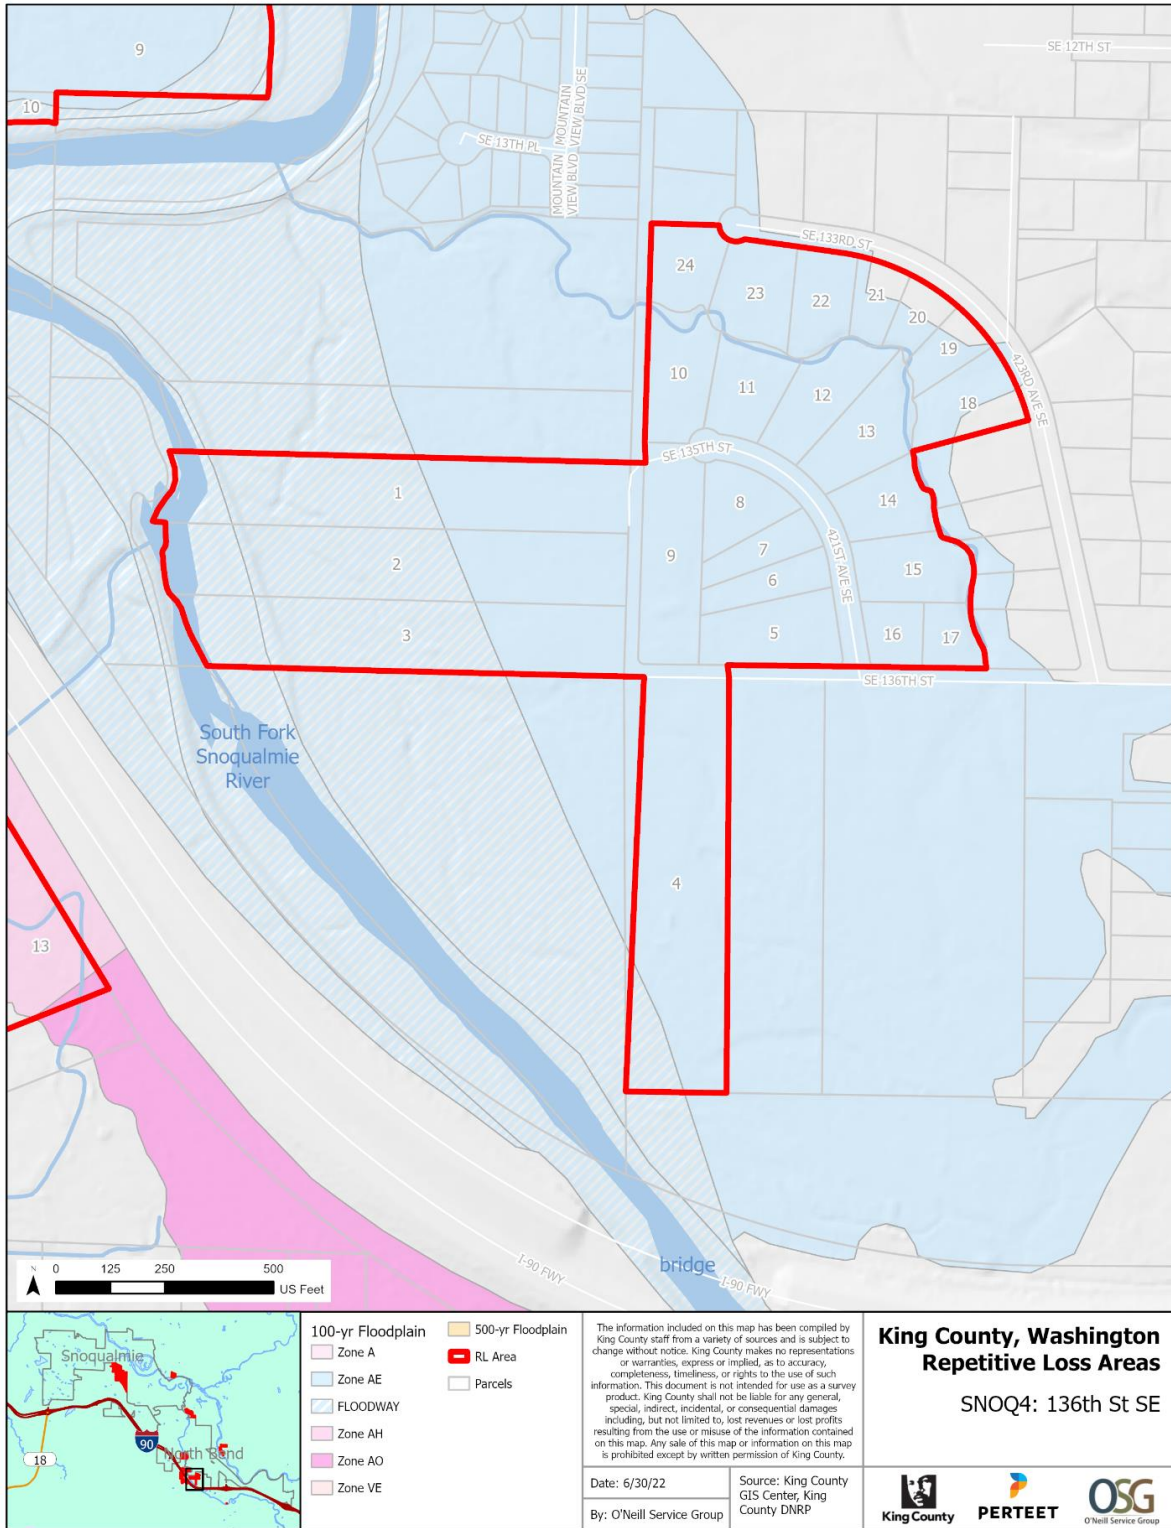 9
10
SE 12TH ST
SE 13TH PL
MOUNTAIN VIEW BLVD SE
MOUNTAIN VIEW BLVD
SE 133RD ST
24
23
22
21
20
19
18
423RD AVE SE
10
11
12
13
SE 135TH ST
1
8
14
2
9
7
421ST AVE SE
15
6
3
5
16
17
SE 136TH ST
South Fork
Snoqualmie
River
4
13
bridge
I-90 FWY
I-90 FWY
N
0 125 250 500
US Feet
Snoqualmie
90
18
North Bend
100-yr Floodplain
Zone A
Zone AE
FLOODWAY
Zone AH
Zone AO
Zone VE
500-yr Floodplain
RL Area
Parcels
The information included on this map has been compiled by
King County staff from a variety of sources and is subject to
change without notice. King County makes no representations
or warranties, express or implied, as to accuracy,
completeness, timeliness, or rights to the use of such
information. This document is not intended for use as a survey
product. King County shall not be liable for any general,
special, indirect, incidental, or consequential damages
including, but not limited to, lost revenues or lost profits
resulting from the use or misuse of the information contained
on this map. Any sale of this map or information on this map
is prohibited except by written permission of King County.
Date: 6/30/22
By: O'Neill Service Group
Source: King County
GIS Center, King
County DNRP
King County, Washington
Repetitive Loss Areas
SNOQ4: 136th St SE
King County
PERTEET
OSG
O'Neill Service Group